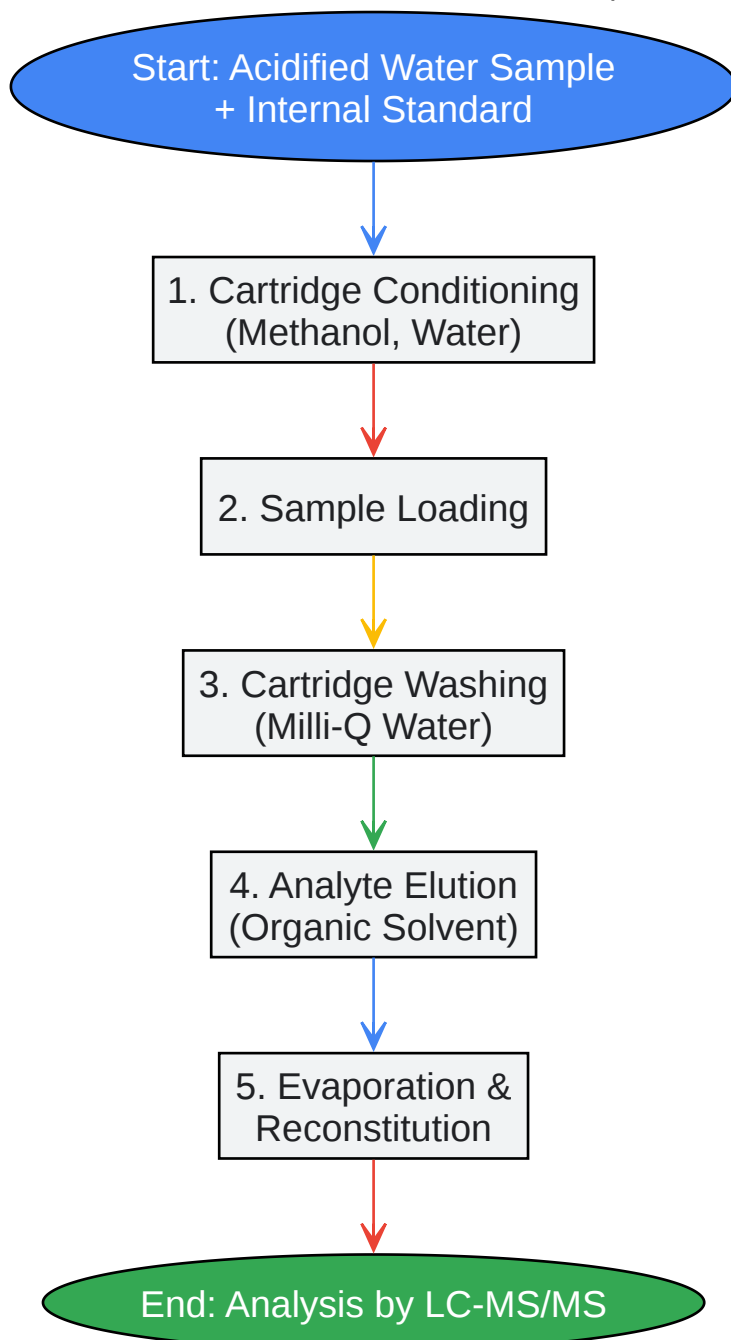 Start: Acidified Water Sample
+ Internal Standard
1. Cartridge Conditioning
(Methanol, Water)
2. Sample Loading
3. Cartridge Washing
(Milli-Q Water)
4. Analyte Elution
(Organic Solvent)
5. Evaporation &
Reconstitution
End: Analysis by LC-MS/MS